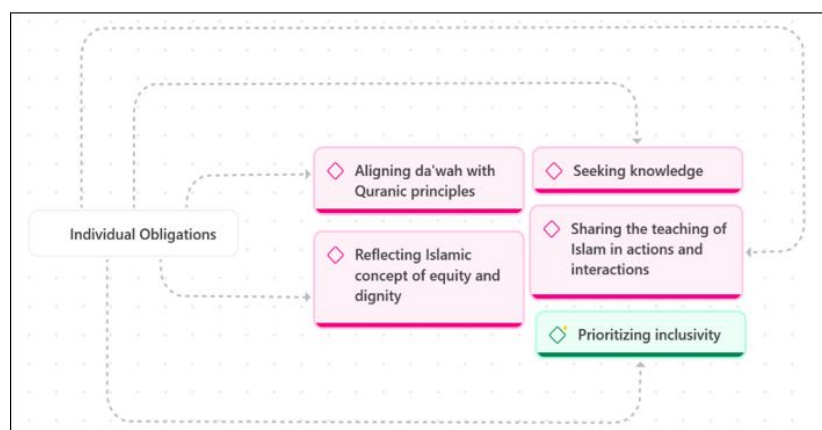 Individual Obligations
Aligning da'wah with
Quranic principles
Reflecting Islamic
concept of equity and
dignity
Seeking knowledge
Sharing the teaching of
Islam in actions and
interactions
Prioritizing inclusivity